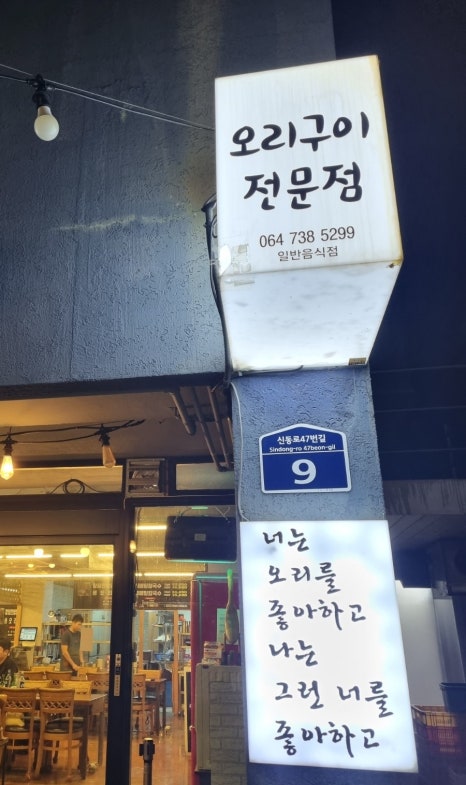 오리구이
전문점
064 738 5299
일반음식점
신동로47번길
Sindong-ro 47beon-gil
9
너는
오리를
좋아하고
나는
그런 너를
좋아하고